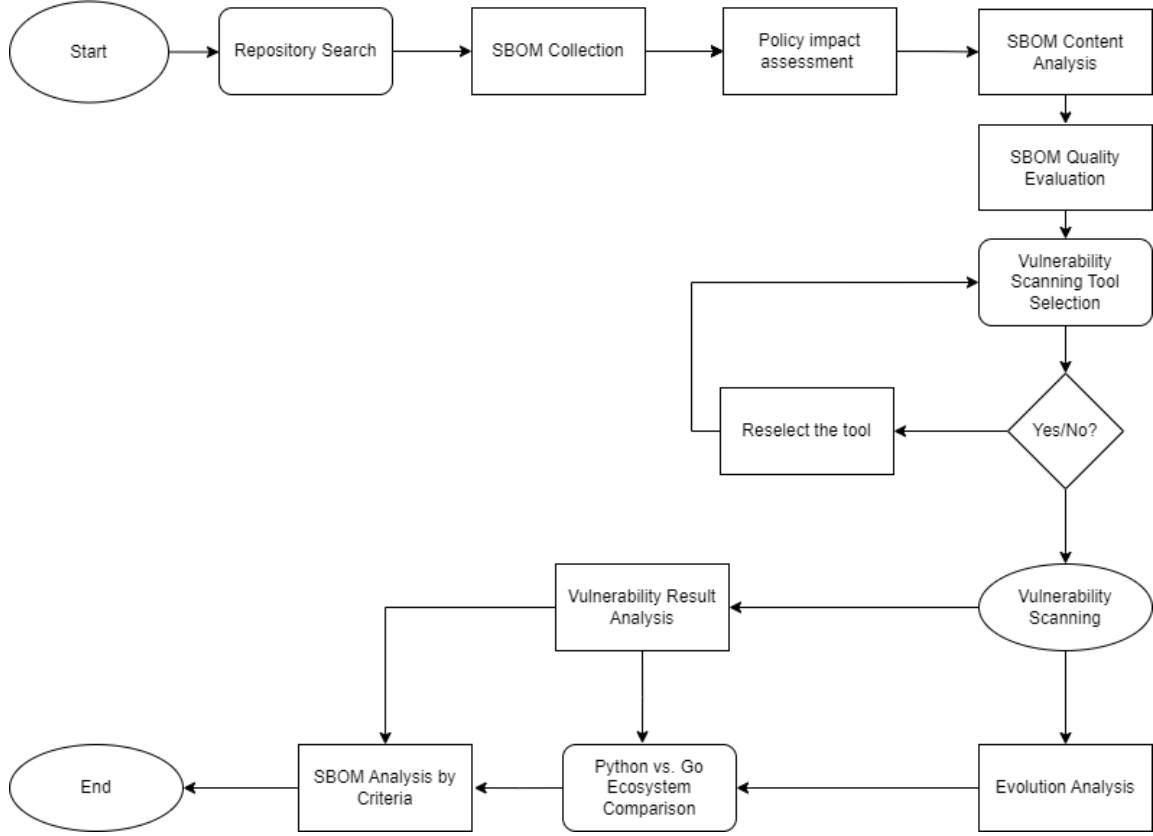 Start
Repository Search
SBOM Collection
Policy impact
assessment
SBOM Content
Analysis
SBOM Quality
Evaluation
Vulnerability
Scanning Tool
Selection
Reselect the tool
Yes/No?
Vulnerability Result
Analysis
Vulnerability
Scanning
End
SBOM Analysis by
Criteria
Python vs. Go
Ecosystem
Comparison
Evolution Analysis